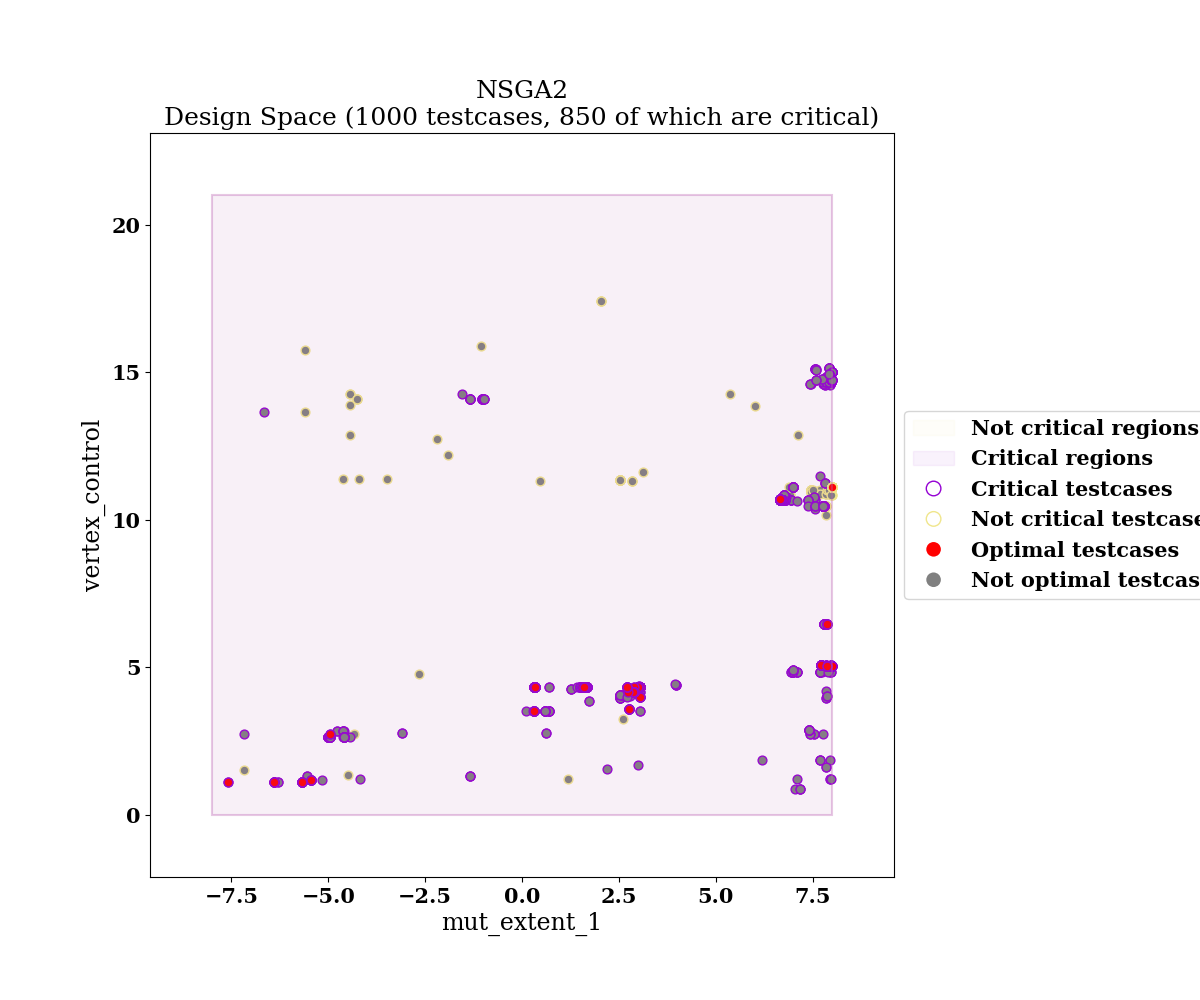 NSGA2
Design Space (1000 testcases, 850 of which are critical)
20
15
10
5
0
vertex_control
−7.5 −5.0 −2.5 0.0 2.5 5.0 7.5
mut_extent_1
Not critical regions
Critical regions
Critical testcases
Not critical testcase
Optimal testcases
Not optimal testcas